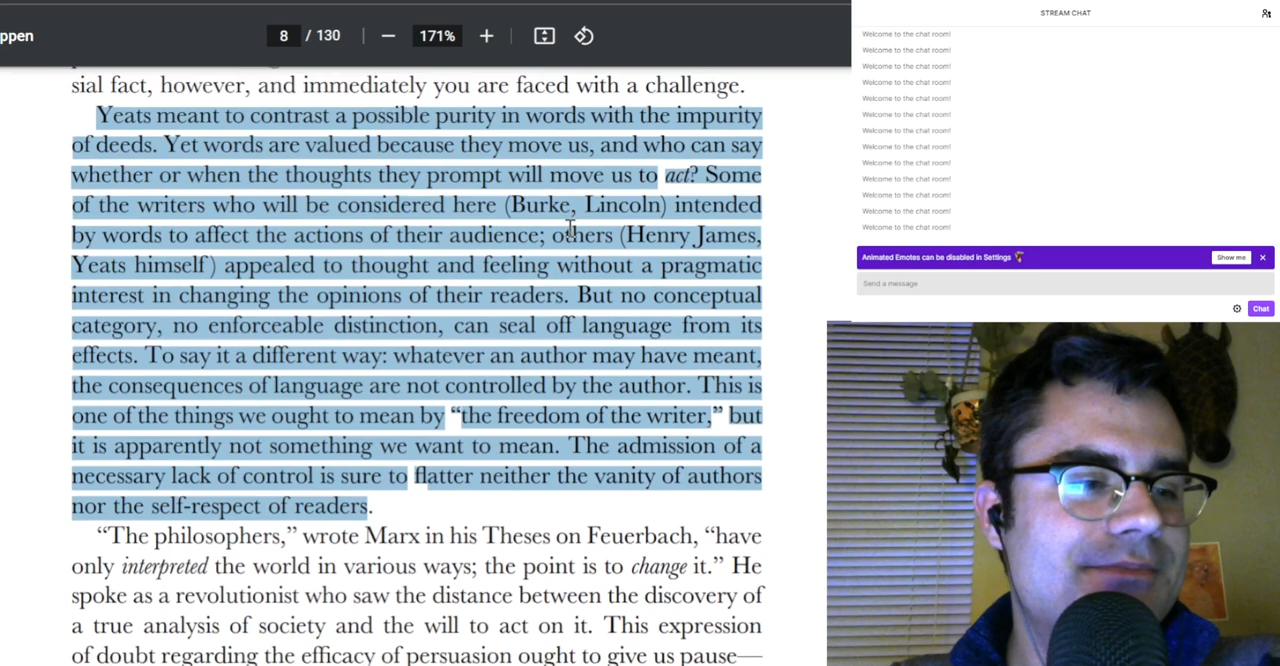 ppen
8 / 130
171%
sial fact, however, and immediately you are faced with a challenge.
Yeats meant to contrast a possible purity in words with the impurity
of deeds. Yet words are valued because they move us, and who can say
whether or when the thoughts they prompt will move us to act? Some
of the writers who will be considered here (Burke, Lincoln) intended
by words to affect the actions of their audience; others (Henry James,
Yeats himself) appealed to thought and feeling without a pragmatic
interest in changing the opinions of their readers. But no conceptual
category, no enforceable distinction, can seal off language from its
effects. To say it a different way: whatever an author may have meant,
the consequences of language are not controlled by the author. This is
one of the things we ought to mean by “the freedom of the writer,” but
it is apparently not something we want to mean. The admission of a
necessary lack of control is sure to flatter neither the vanity of authors
nor the self-respect of readers.
“The philosophers,” wrote Marx in his Theses on Feuerbach, “have
only interpreted the world in various ways; the point is to change it.” He
spoke as a revolutionist who saw the distance between the discovery of
a true analysis of society and the will to act on it. This expression
of doubt regarding the efficacy of persuasion ought to give us pause—
STREAM CHAT
Welcome to the chat room!
Welcome to the chat room!
Welcome to the chat room!
Welcome to the chat room!
Welcome to the chat room!
Welcome to the chat room!
Welcome to the chat room!
Welcome to the chat room!
Welcome to the chat room!
Welcome to the chat room!
Welcome to the chat room!
Welcome to the chat room!
Welcome to the chat room!
Animated Emotes can be disabled in Settings
Show me
Send a message
Chat